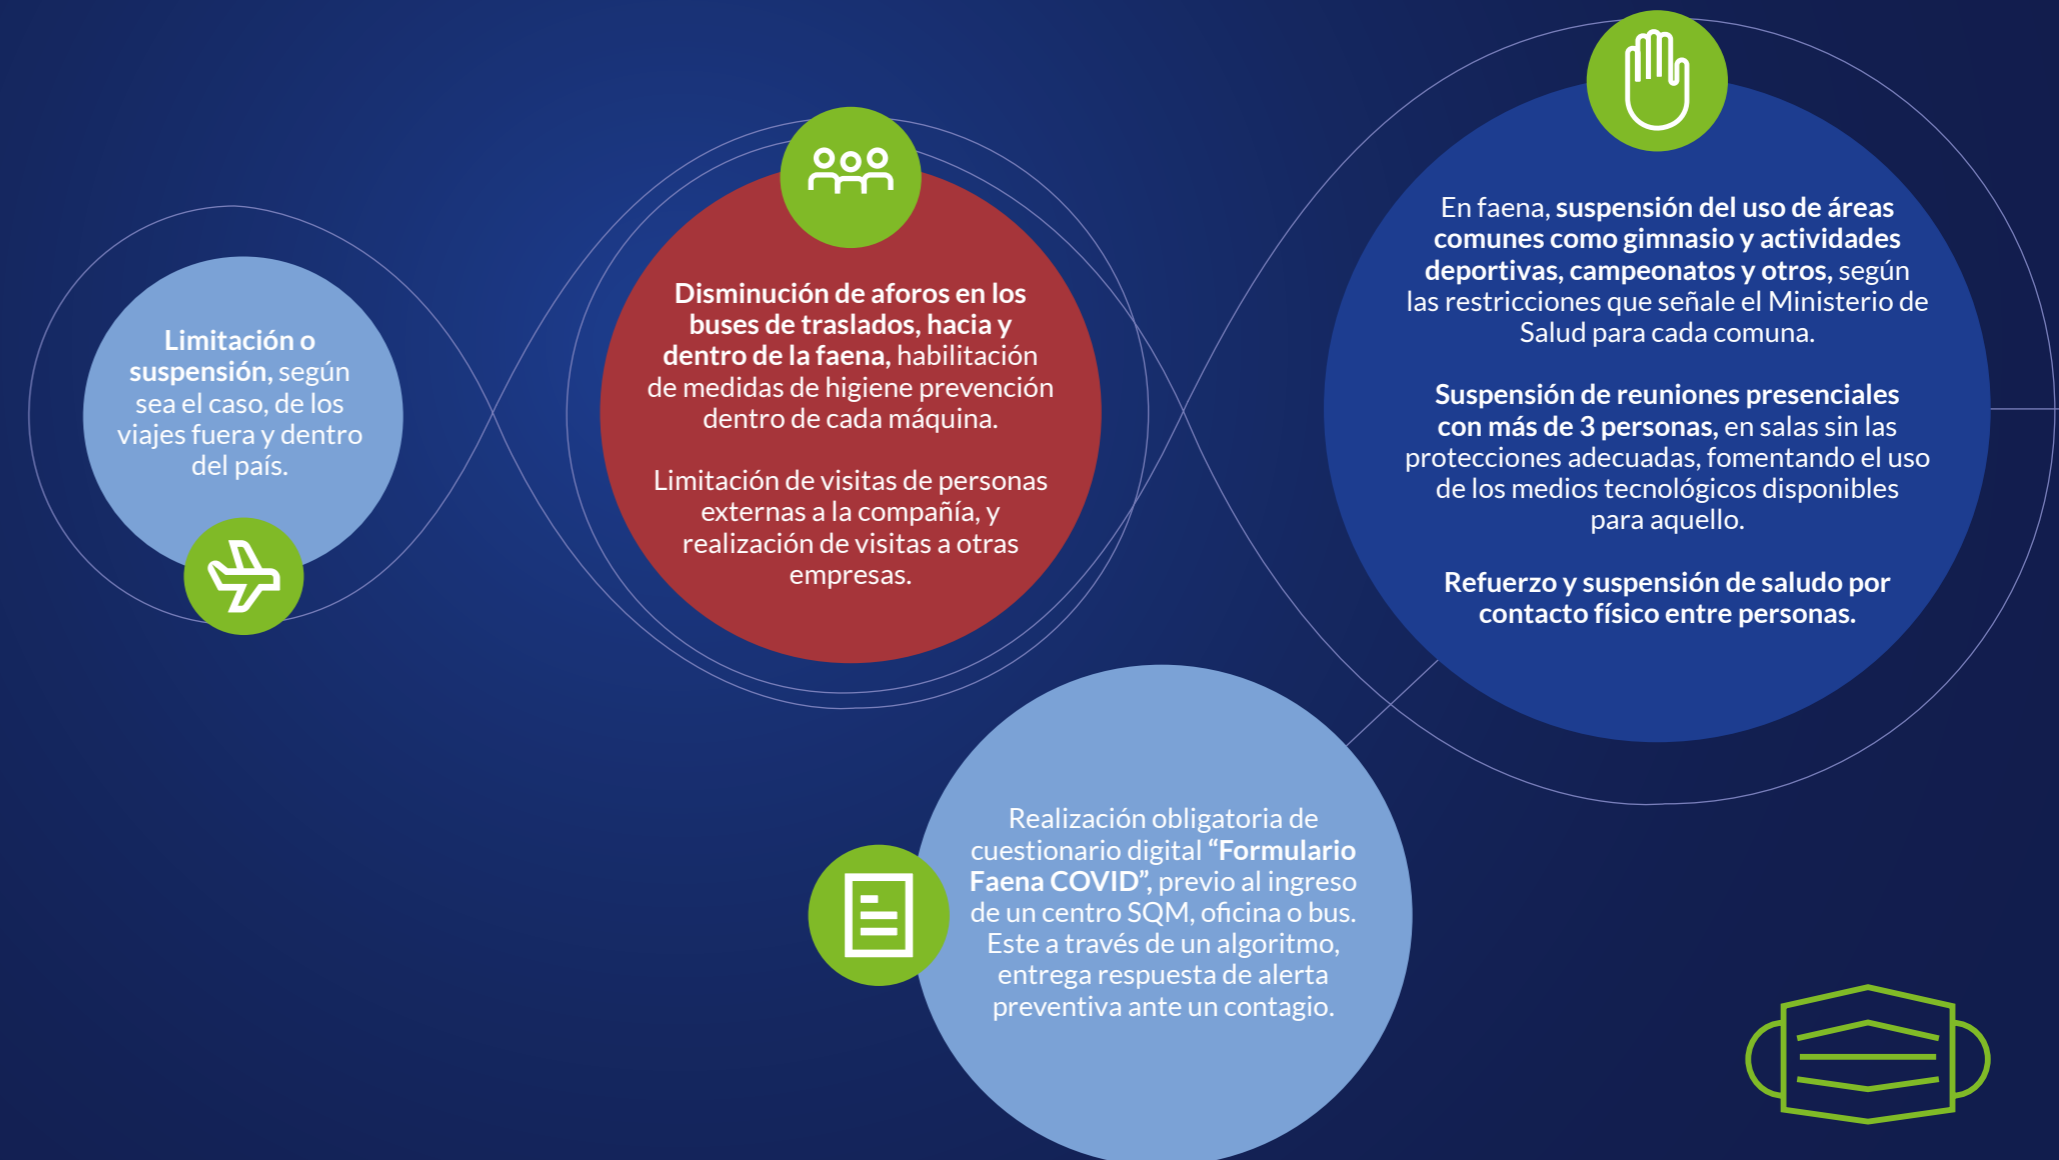 Limitación o
suspensión, según
sea el caso, de los
viajes fuera y dentro
del país.
Disminución de aforos en los
buses de traslados, hacia y
dentro de la faena, habilitación
de medidas de higiene prevención
dentro de cada máquina.
Limitación de visitas de personas
externas a la compañía, y
realización de visitas a otras
empresas.
En faena, suspensión del uso de áreas
comunes como gimnasio y actividades
deportivas, campeonatos y otros, según
las restricciones que señale el Ministerio de
Salud para cada comuna.
Suspensión de reuniones presenciales
con más de 3 personas, en salas sin las
protecciones adecuadas, fomentando el uso
de los medios tecnológicos disponibles
para aquello.
Refuerzo y suspensión de saludo por
contacto físico entre personas.
Realización obligatoria de
cuestionario digital “Formulario
Faena COVID”, previo al ingreso
de un centro SQM, oficina o bus.
Este a través de un algoritmo,
entrega respuesta de alerta
preventiva ante un contagio.